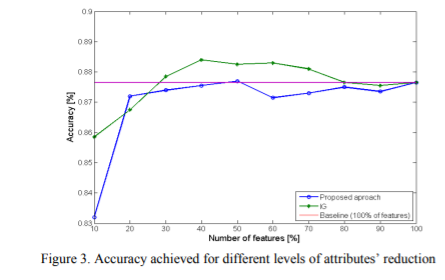 0.9
0.89
0.88
0.87
0.86
0.85
0.84
0.83
Accuracy [%]
10 20 30 40 50 60 70 80 90 100
Number of features [%]
Proposed aproach
IG
Baseline (100% of features)
Figure 3. Accuracy achieved for different levels of attributes' reduction